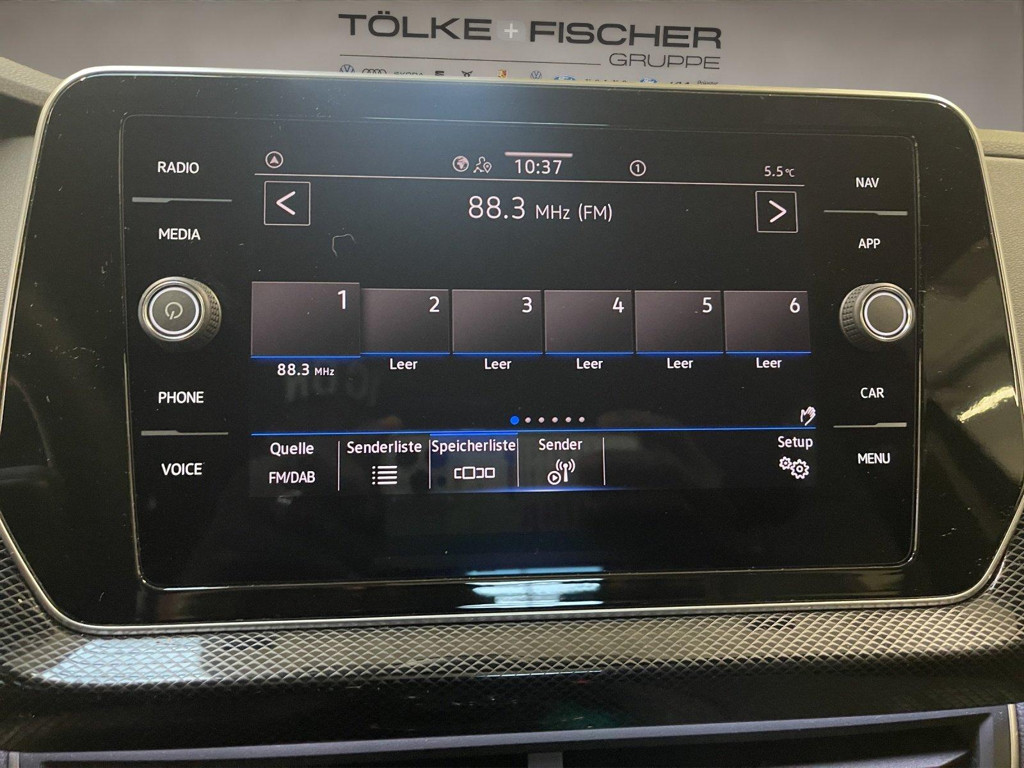 TÖLKE + FISCHER
GRUPPE
RADIO
MEDIA
PHONE
VOICE
NAV
APP
CAR
MENU
10:37
1
5.5°C
<
88.3 MHz (FM)
>
1 2 3 4 5 6
88.3 MHz Leer Leer Leer Leer Leer
Quelle Senderliste Speicherliste Sender Setup
FM/DAB